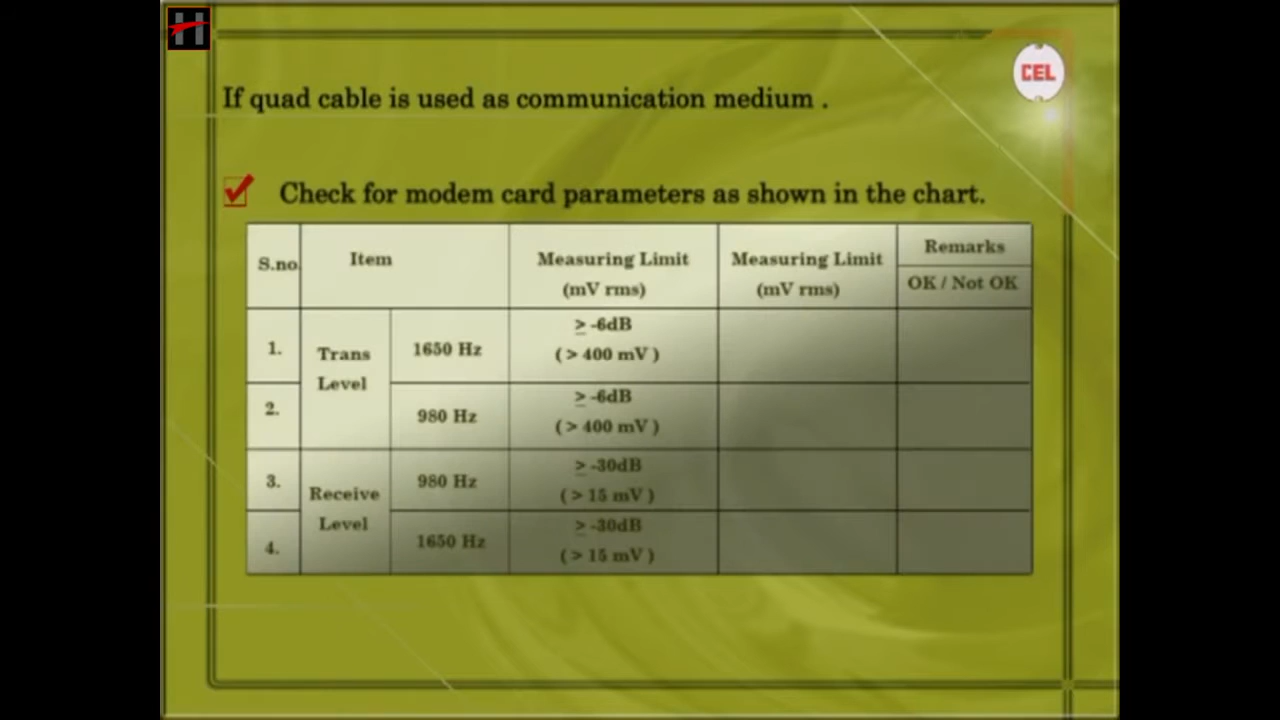 H
CEL
If quad cable is used as communication medium .
Check for modem card parameters as shown in the chart.
S.no. Item Measuring Limit (mV rms) Measuring Limit (mV rms) Remarks OK / Not OK
1. Trans Level 1650 Hz ≥ -6dB ( > 400 mV )
2. 980 Hz ≥ -6dB ( > 400 mV )
3. Receive Level 980 Hz ≥ -30dB ( > 15 mV )
4. 1650 Hz ≥ -30dB ( > 15 mV )